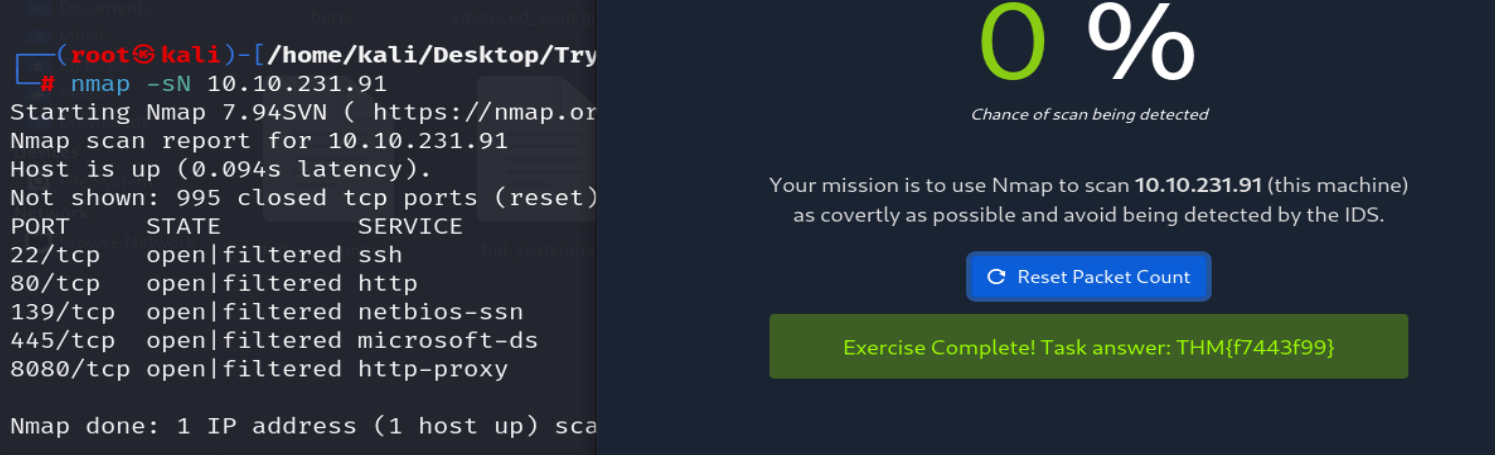 ┌──(root㉿kali)-[/home/kali/Desktop/Try
└─# nmap -sN 10.10.231.91
Starting Nmap 7.94SVN ( https://nmap.or
Nmap scan report for 10.10.231.91
Host is up (0.094s latency).
Not shown: 995 closed tcp ports (reset)
PORT     STATE         SERVICE
22/tcp   open|filtered ssh
80/tcp   open|filtered http
139/tcp  open|filtered netbios-ssn
445/tcp  open|filtered microsoft-ds
8080/tcp open|filtered http-proxy
Nmap done: 1 IP address (1 host up) sca
Documents
burp
advanced_scan.g
Music
full_scan.nma
0 %
Chance of scan being detected
Your mission is to use Nmap to scan 10.10.231.91 (this machine)
as covertly as possible and avoid being detected by the IDS.
Reset Packet Count
Exercise Complete! Task answer: THM{f7443f99}